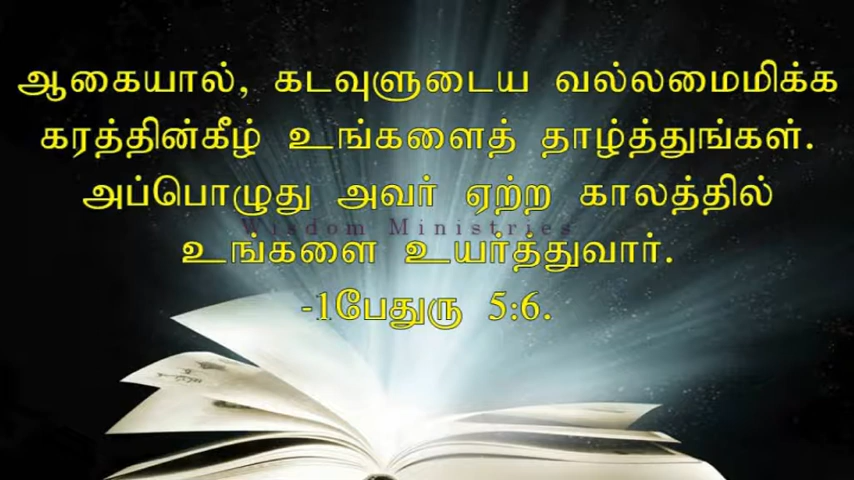 ஆகையால், கடவுளுடைய வல்லமைமிக்க
கரத்தின்கீழ் உங்களைத் தாழ்த்துங்கள்.
அப்பொழுது அவர் ஏற்ற காலத்தில்
Wisdom Ministries
உங்களை உயர்த்துவார்.
-1பேதுரு 5:6.